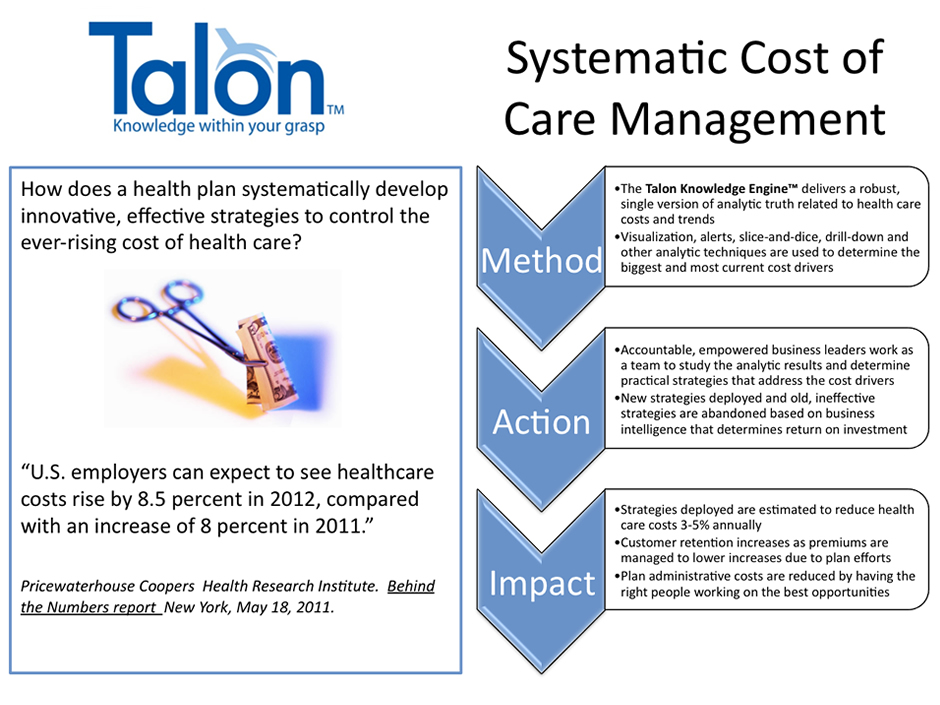 Talon™
Knowledge within your grasp
Systematic Cost of
Care Management
How does a health plan systematically develop
innovative, effective strategies to control the
ever-rising cost of health care?
“U.S. employers can expect to see healthcare
costs rise by 8.5 percent in 2012, compared
with an increase of 8 percent in 2011.”
Pricewaterhouse Coopers Health Research Institute. Behind
the Numbers report New York, May 18, 2011.
Method
•The Talon Knowledge Engine™ delivers a robust,
single version of analytic truth related to health care
costs and trends
•Visualization, alerts, slice-and-dice, drill-down and
other analytic techniques are used to determine the
biggest and most current cost drivers
Action
•Accountable, empowered business leaders work as
a team to study the analytic results and determine
practical strategies that address the cost drivers
•New strategies deployed and old, ineffective
strategies are abandoned based on business
intelligence that determines return on investment
Impact
•Strategies deployed are estimated to reduce health
care costs 3-5% annually
•Customer retention increases as premiums are
managed to lower increases due to plan efforts
•Plan administrative costs are reduced by having the
right people working on the best opportunities